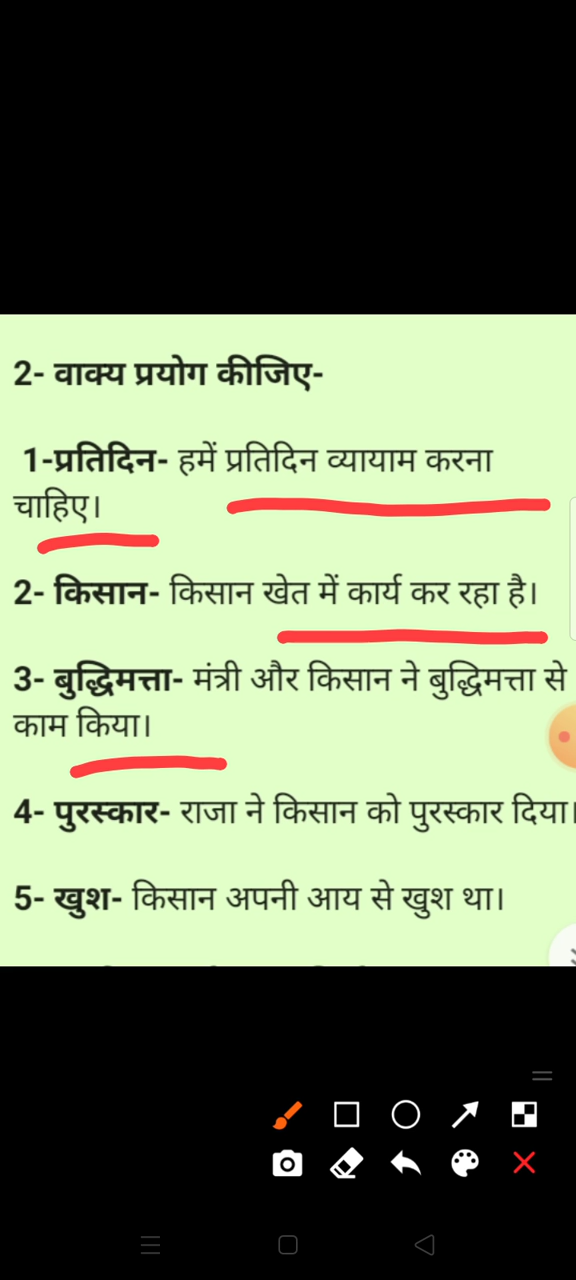 2- वाक्य प्रयोग कीजिए-
1-प्रतिदिन- हमें प्रतिदिन व्यायाम करना
चाहिए।
2- किसान- किसान खेत में कार्य कर रहा है।
3- बुद्धिमत्ता- मंत्री और किसान ने बुद्धिमत्ता से
काम किया।
4- पुरस्कार- राजा ने किसान को पुरस्कार दिया।
5- खुश- किसान अपनी आय से खुश था।